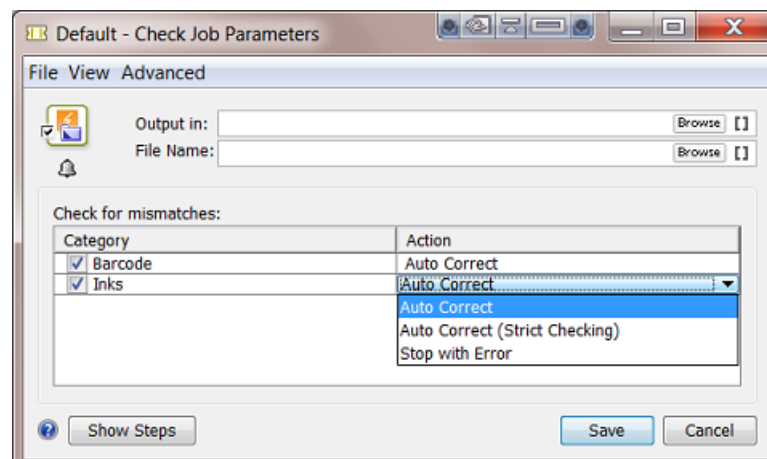 Default - Check Job Parameters
File View Advanced
Output in: Browse []
File Name: Browse []
Check for mismatches:
Category Action
Barcode Auto Correct
Inks Auto Correct
Auto Correct
Auto Correct (Strict Checking)
Stop with Error
? Show Steps Save Cancel